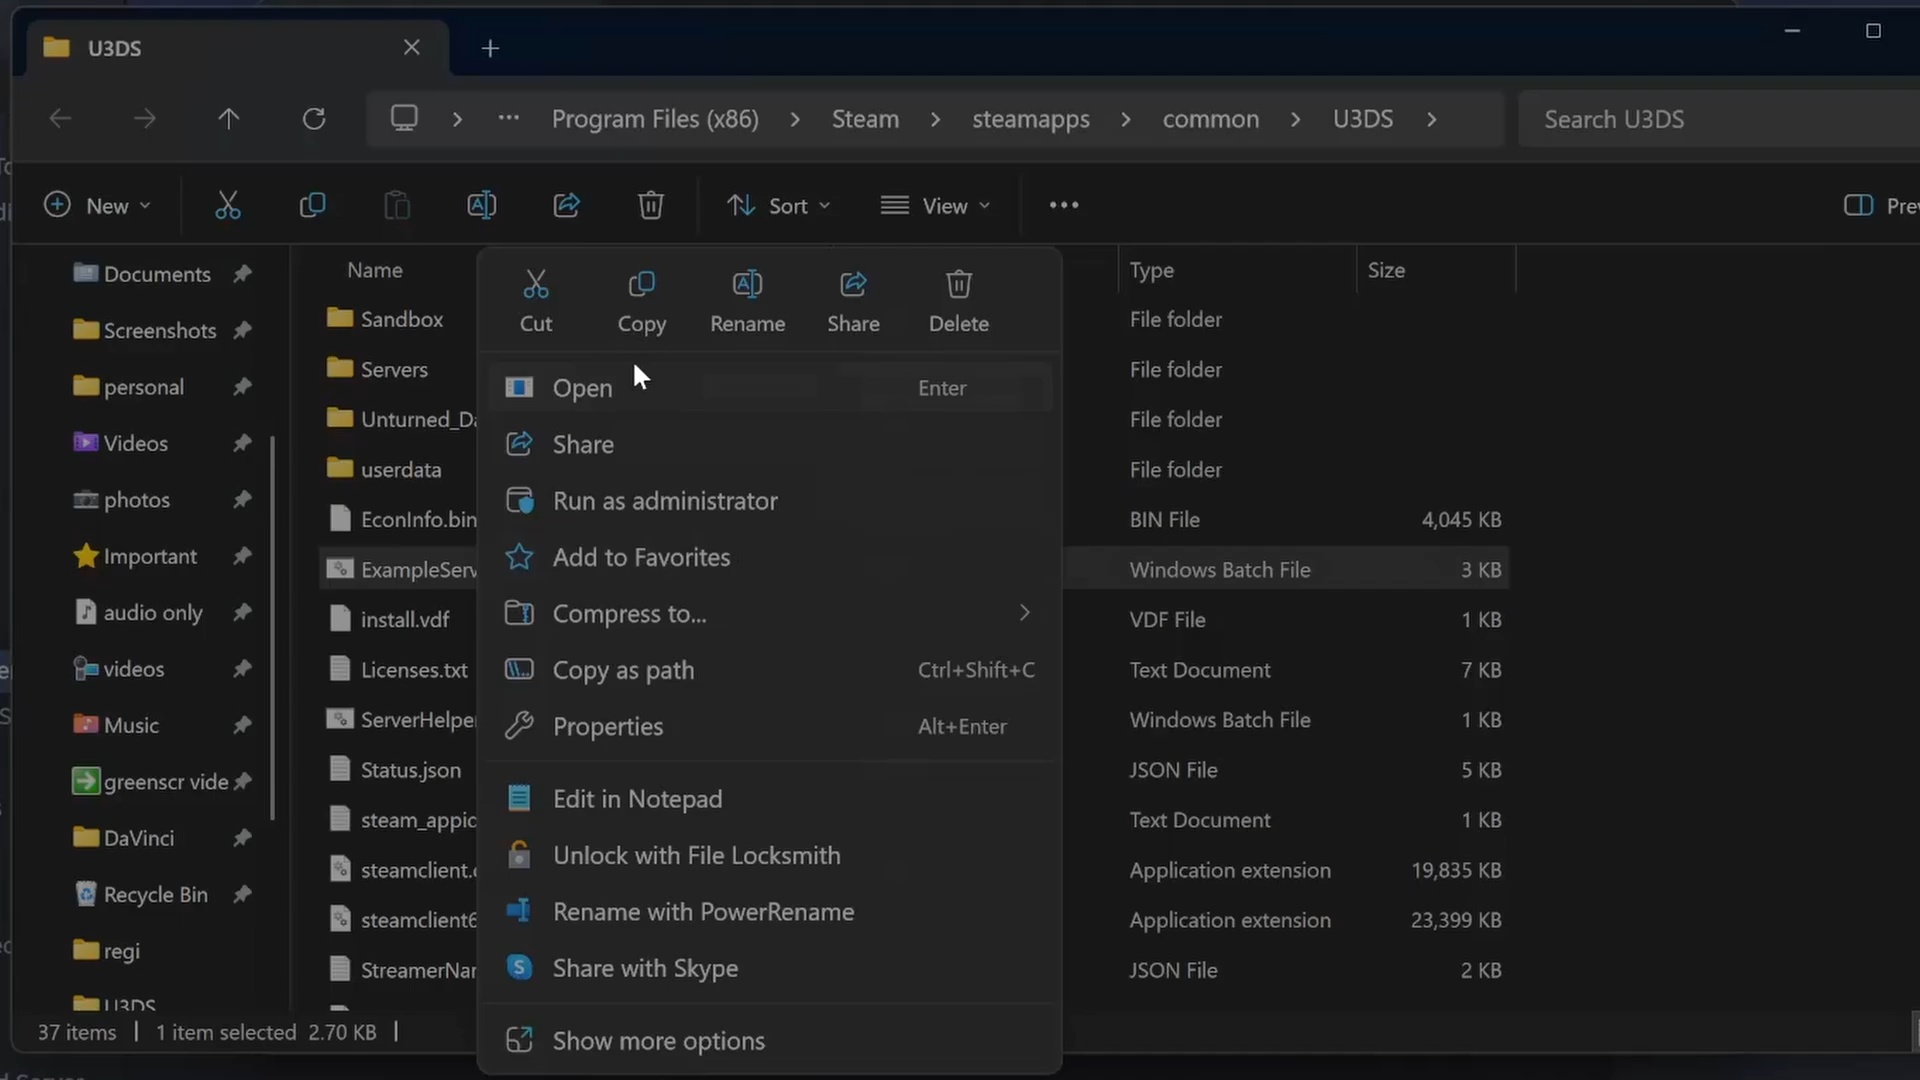 U3DS
Program Files (x86) > Steam > steamapps > common > U3DS >
Search U3DS
New
Sort
View
Name
Type
Size
Documents
Screenshots
personal
Videos
photos
Important
audio only
videos
Music
greenscr vide
DaVinci
Recycle Bin
regi
U3DS
Sandbox
File folder
Servers
File folder
Unturned_Da
File folder
userdata
File folder
EconInfo.bin
BIN File
4,045 KB
ExampleServ
Windows Batch File
3 KB
install.vdf
VDF File
1 KB
Licenses.txt
Text Document
7 KB
ServerHelper
Windows Batch File
1 KB
Status.json
JSON File
5 KB
steam_appid
Text Document
1 KB
steamclient.
Application extension
19,835 KB
steamclient6
Application extension
23,399 KB
StreamerNam
JSON File
2 KB
Cut
Copy
Rename
Share
Delete
Open
Enter
Share
Run as administrator
Add to Favorites
Compress to...
Copy as path
Ctrl+Shift+C
Properties
Alt+Enter
Edit in Notepad
Unlock with File Locksmith
Rename with PowerRename
Share with Skype
Show more options
37 items
1 item selected 2.70 KB